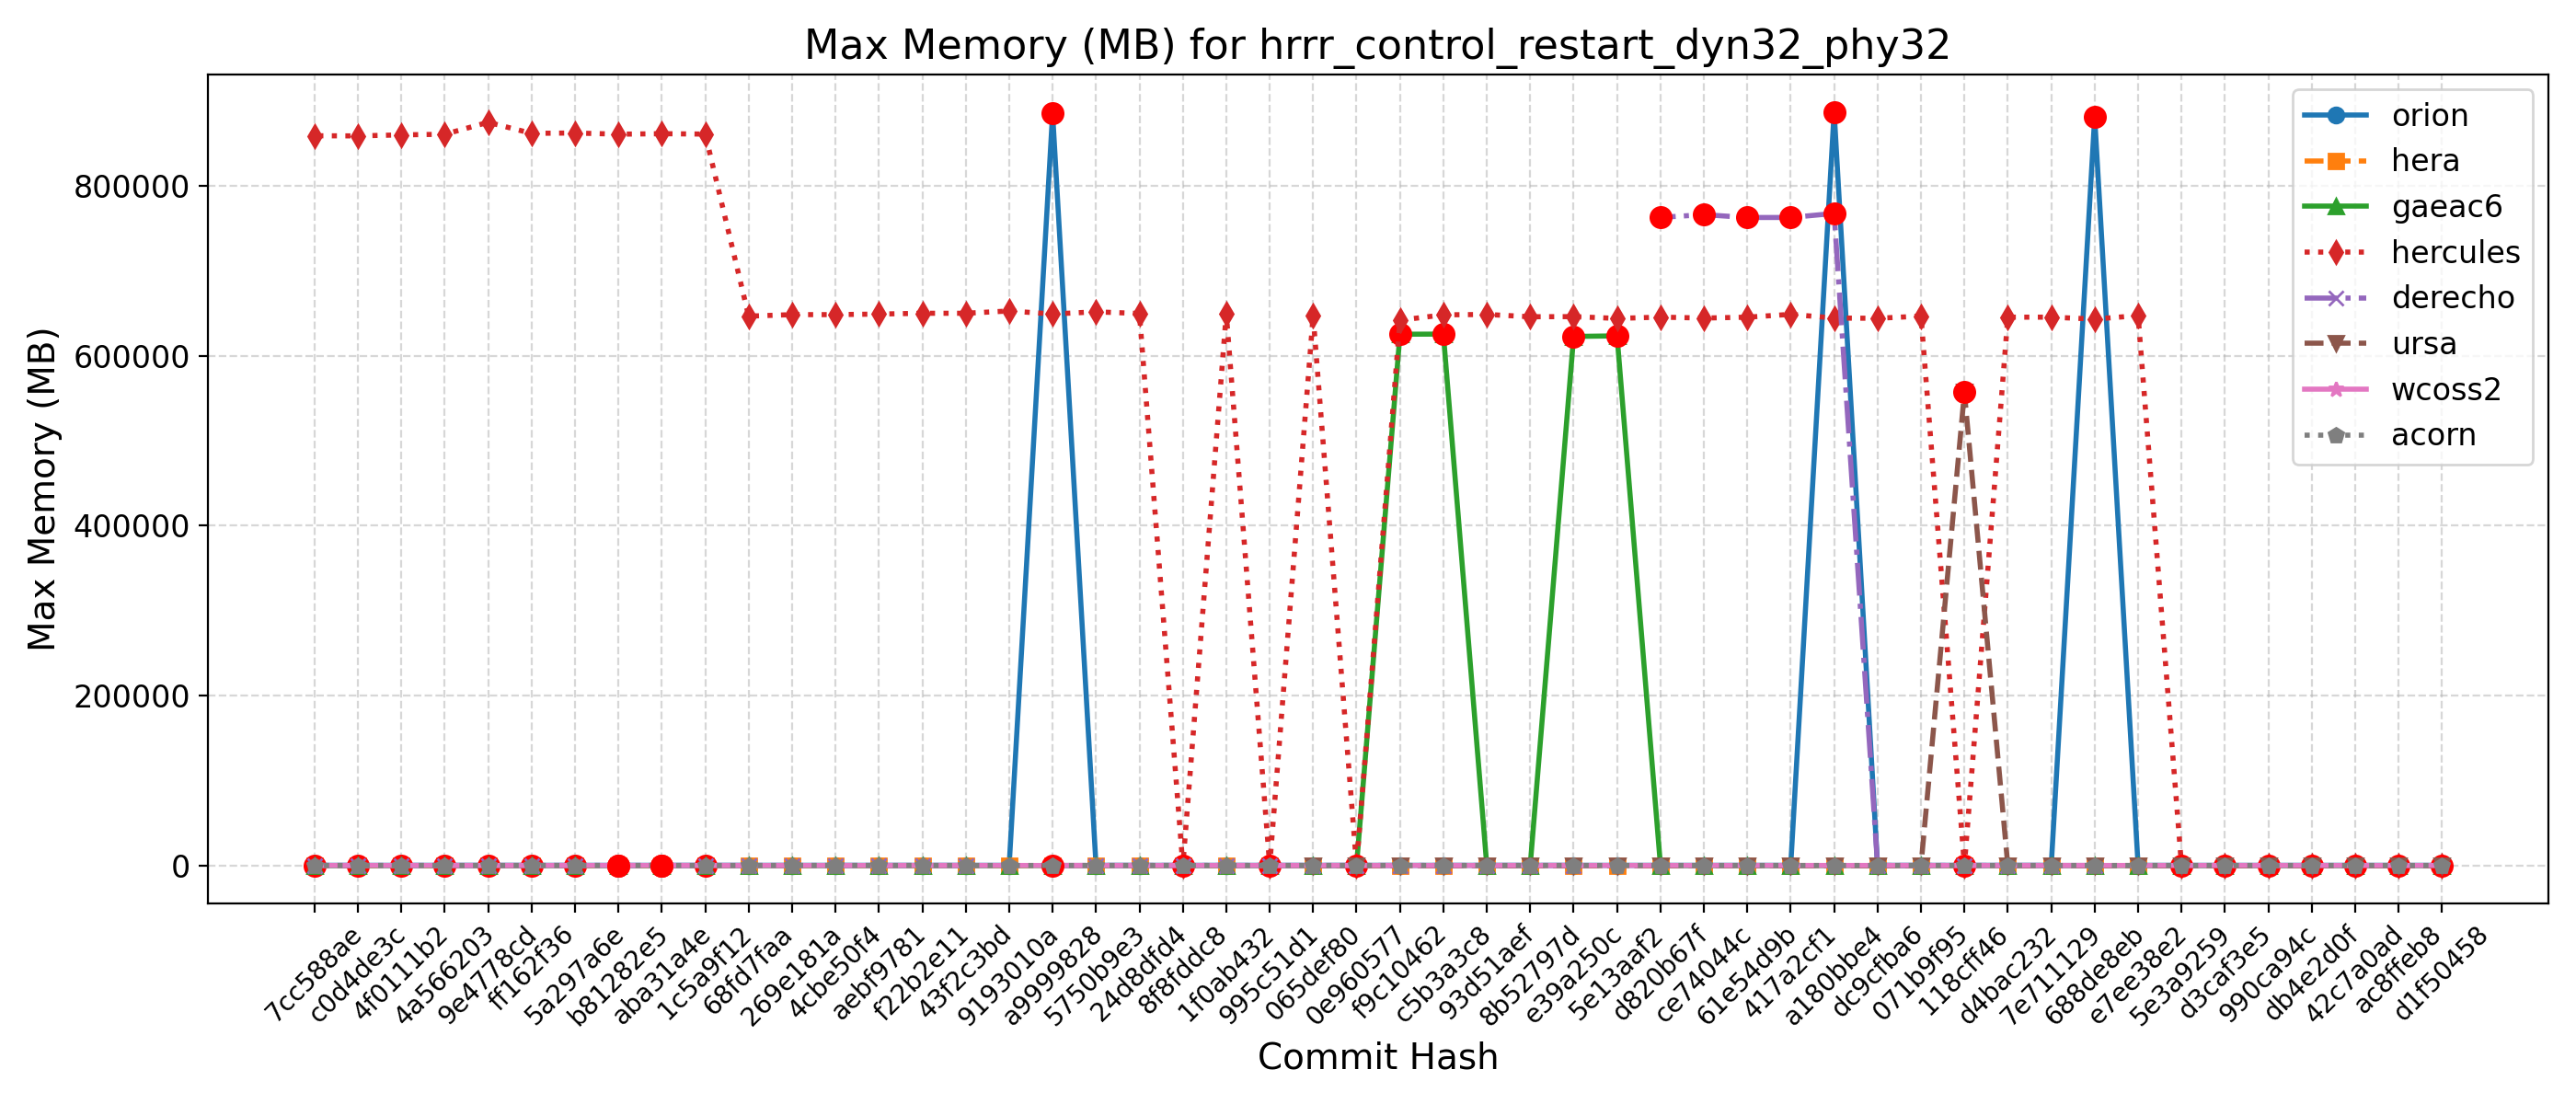 Max Memory (MB) for hrrr_control_restart_dyn32_phy32
Max Memory (MB)
800000
600000
400000
200000
0
orion
hera
gaeac6
hercules
derecho
ursa
wcoss2
acorn
7cc588ae
c0d4de3c
4f0111b2
4a566203
9e4778cd
ff162f36
5a297a6e
b81282e5
aba31a4e
1c5a9f12
68fd7faa
269e181a
4cbe50f4
aebf9781
f22b2e11
43f2c3bd
9193010a
a9999828
5750b9e3
24d8dfd4
8f8fddc8
1f0ab432
995c51d1
065def80
0e960577
f9c10462
c5b3a3c8
93d51aef
8b52797d
e39a250c
5e13aaf2
d820b67f
ce74044c
61e54d9b
417a2cf1
a180bbe4
dc9cfba6
071b9f95
118cff46
d4bac232
7e711129
688de8eb
e7ee38e2
5e3a9259
d3caf3e5
990ca94c
db4e2d0f
42c7a0ad
ac8ffeb8
d1f50458
Commit Hash